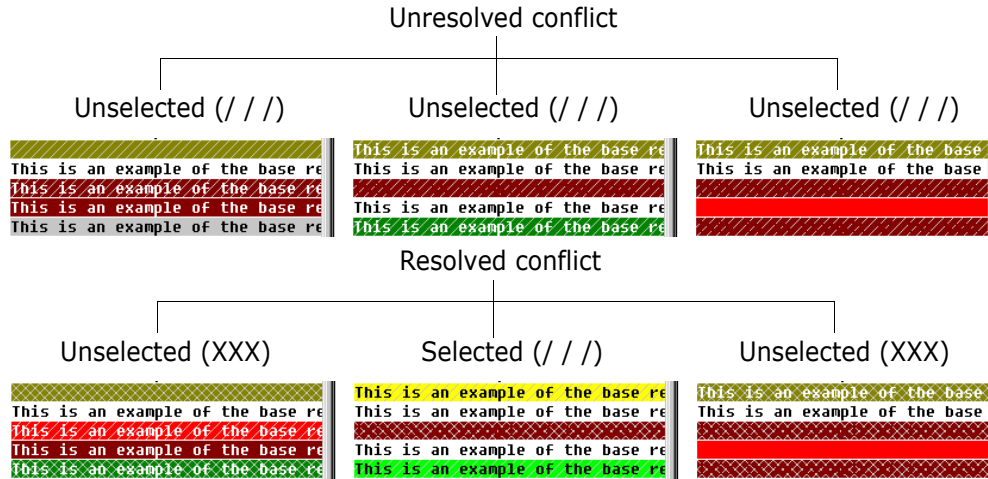 Unresolved conflict
Unselected (/ / /)
This is an example of the base re
This is an example of the base re
This is an example of the base re
This is an example of the base re
Unselected (/ / /)
This is an example of the base re
This is an example of the base re
This is an example of the base re
This is an example of the base re
Unselected (/ / /)
This is an example of the base
This is an example of the base
Resolved conflict
Unselected (XXX)
This is an example of the base re
This is an example of the base re
This is an example of the base re
This is an example of the base re
Selected (/ / /)
This is an example of the base re
This is an example of the base re
This is an example of the base re
This is an example of the base re
Unselected (XXX)
This is an example of the base
This is an example of the base